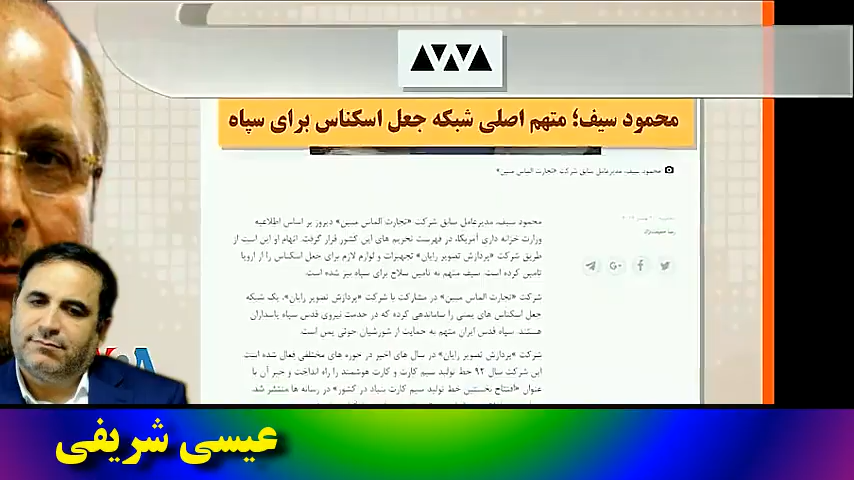 محمود سیف؛ متهم اصلی شبکه جعل اسکناس برای سپاه
محمود سیف، مدیرعامل سابق شرکت «تجارت الماس مبین»
محمود سیف، مدیرعامل سابق شرکت «تجارت الماس مبین» دیروز بر اساس اطلاعیه
وزارت خزانه داری آمریکا، در فهرست تحریم های این کشور قرار گرفت. اتهام او این است از
طریق شرکت «پردازش تصویر رایان» تجهیزات و لوازم لازم برای جعل اسکناس را از اروپا
تامین کرده است. سیف متهم به تامین سلاح برای سپاه نیز شده است.
شرکت «تجارت الماس مبین» در مشارکت با شرکت «پردازش تصویر رایان»، یک شبکه
جعل اسکناس های یمنی را ساماندهی کرده که در خدمت نیروی قدس سپاه پاسداران
هستند. سپاه قدس ایران متهم به حمایت از شورشیان حوثی یمن است.
شرکت «پردازش تصویر رایان» در سال های اخیر در حوزه های مختلفی فعال شده است
این شرکت سال ۹۲ خط تولید سیم کارت و کارت هوشمند را راه انداخت و خبر آن با
عنوان «افتتاح نخستین خط تولید سیم کارت بنیاد در کشور» در رسانه ها منتشر شد.
عیسی شریفی